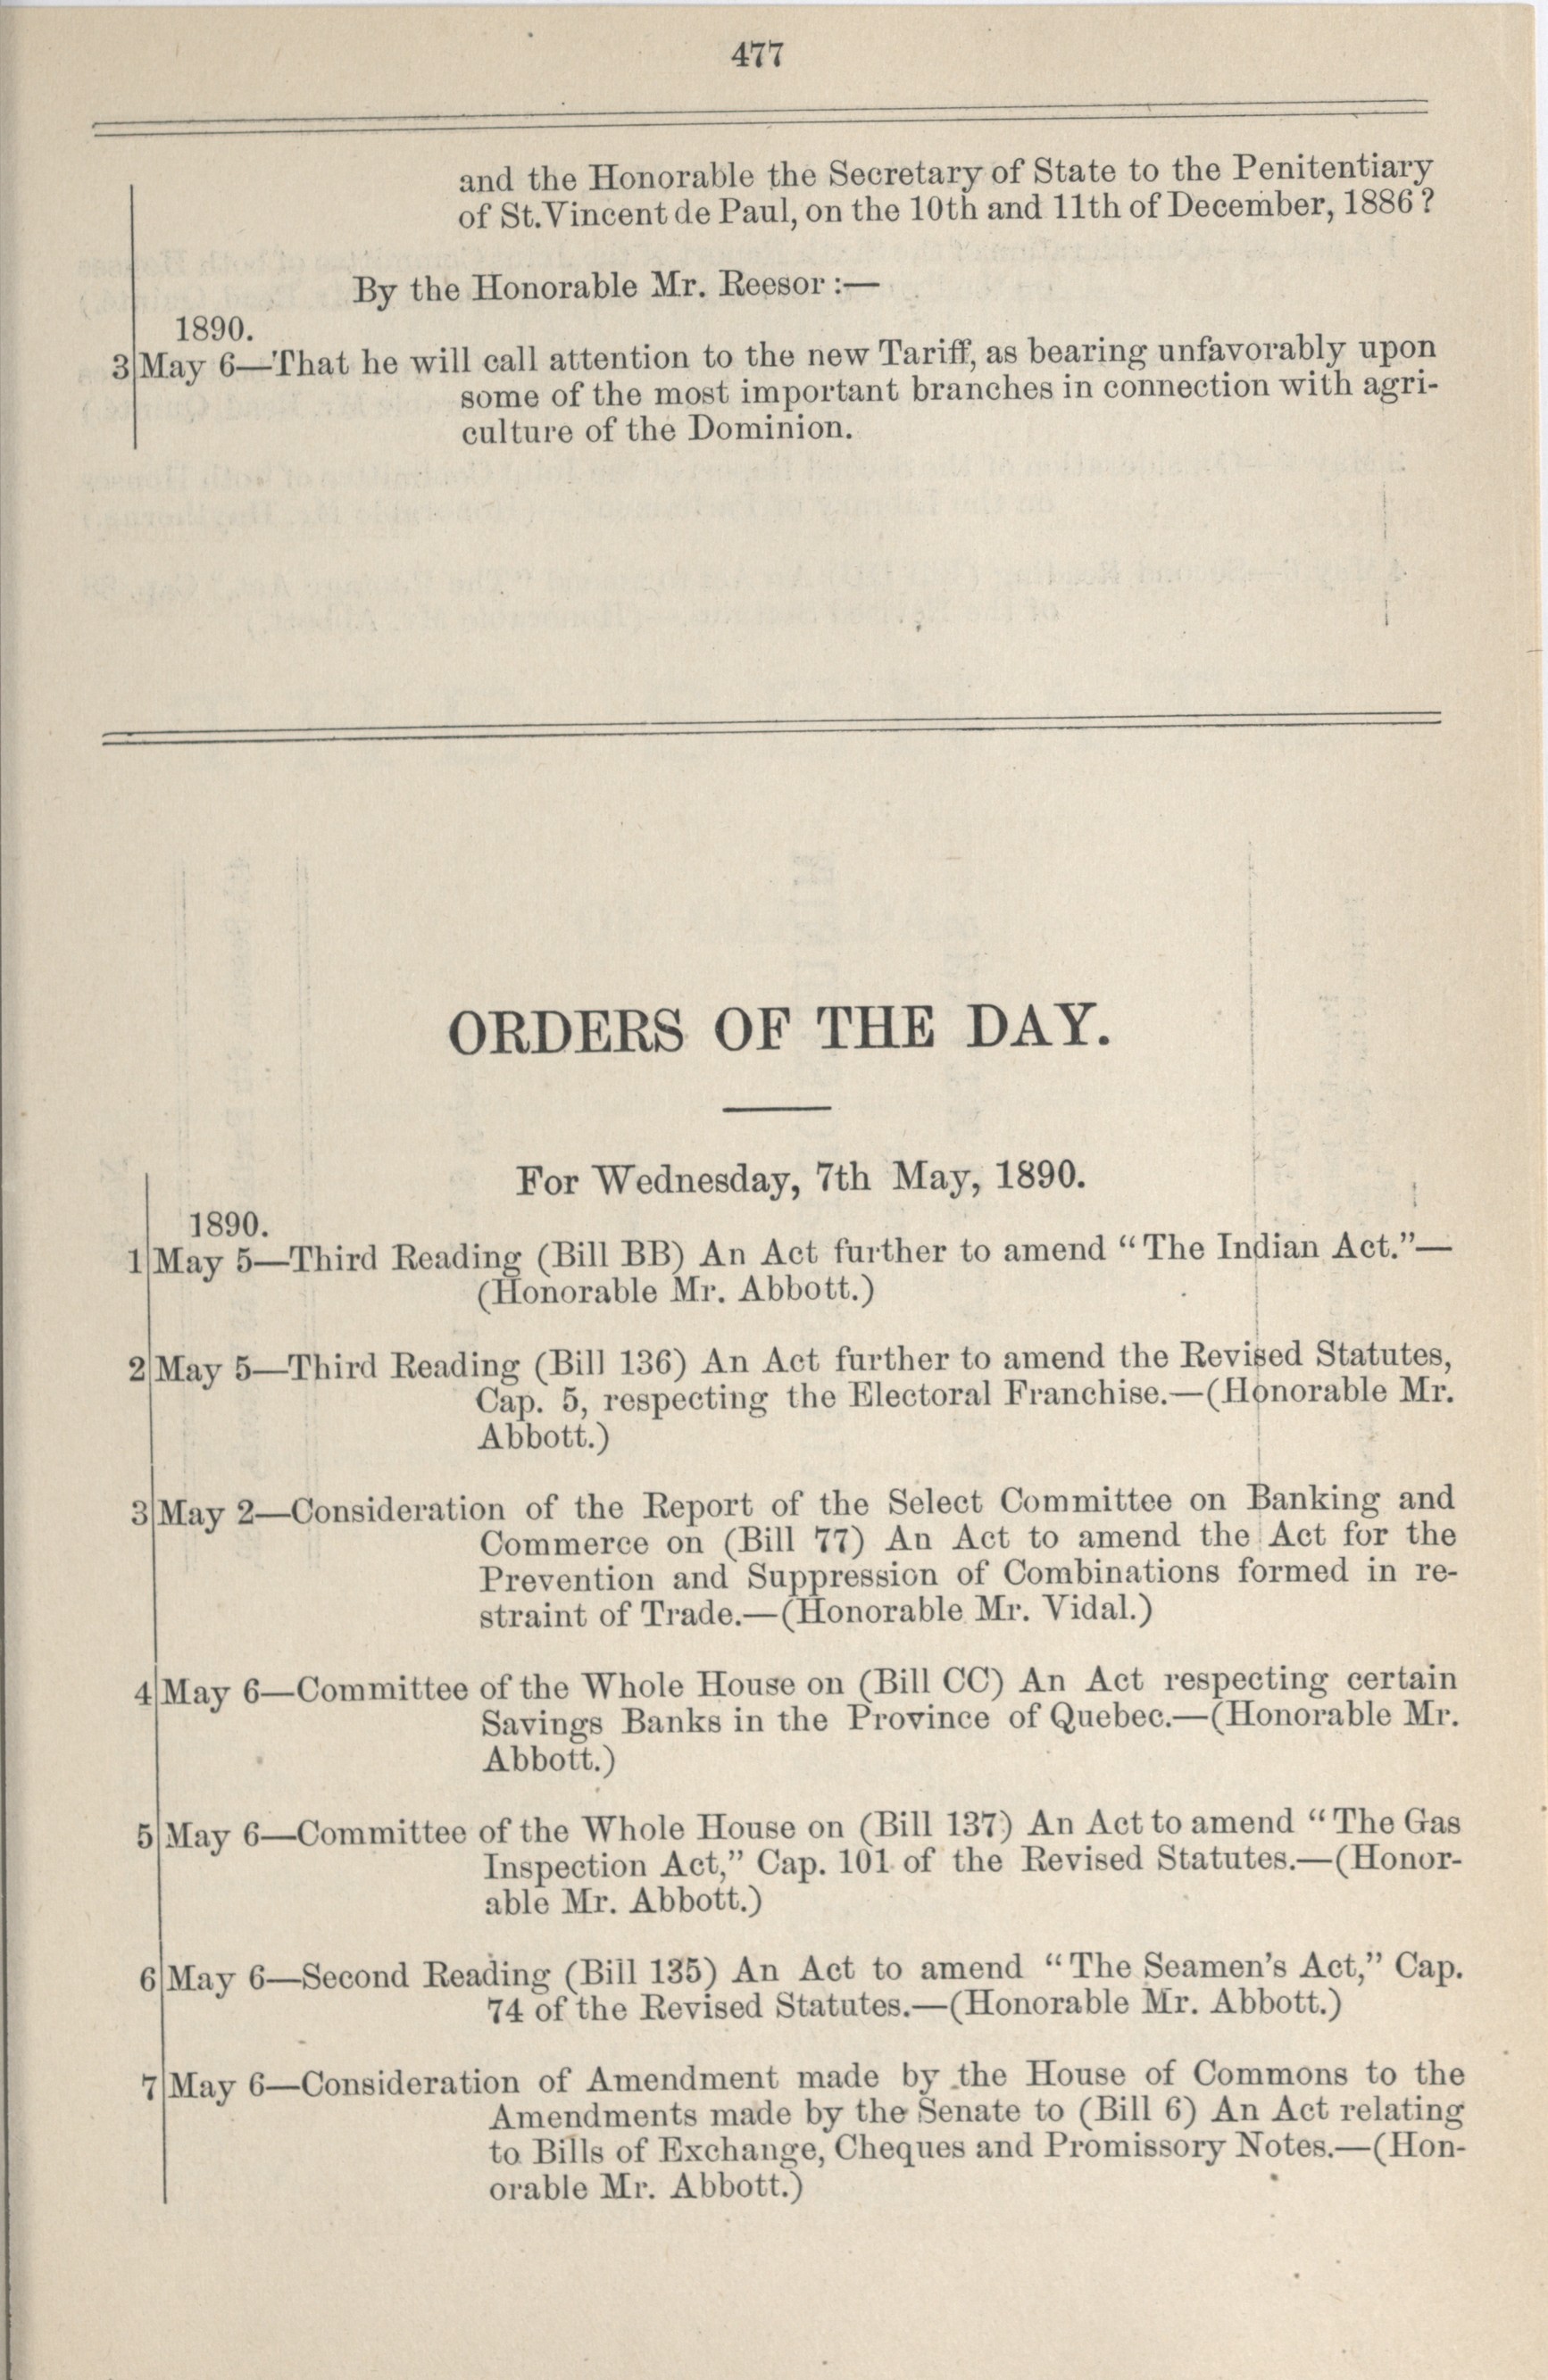 477
and the Honorable the Secretary of State to the Penitentiary
of St. Vincent de Paul, on the 10th and 11th of December, 1886?
By the Honorable Mr. Reesor:—
1890.
3 May 6—That he will call attention to the new Tariff, as bearing unfavorably upon
some of the most important branches in connection with agri-
culture of the Dominion.
ORDERS OF THE DAY.
For Wednesday, 7th May, 1890.
1890.
1 May 5—Third Reading (Bill BB) An Act further to amend “The Indian Act.”—
(Honorable Mr. Abbott.)
2 May 5—Third Reading (Bill 136) An Act further to amend the Revised Statutes,
Cap. 5, respecting the Electoral Franchise.—(Honorable Mr.
Abbott.)
3 May 2—Consideration of the Report of the Select Committee on Banking and
Commerce on (Bill 77) An Act to amend the Act for the
Prevention and Suppression of Combinations formed in re-
straint of Trade.—(Honorable Mr. Vidal.)
4 May 6—Committee of the Whole House on (Bill CC) An Act respecting certain
Savings Banks in the Province of Quebec.—(Honorable Mr.
Abbott.)
5 May 6—Committee of the Whole House on (Bill 137) An Act to amend “The Gas
Inspection Act,” Cap. 101 of the Revised Statutes.—(Honor-
able Mr. Abbott.)
6 May 6—Second Reading (Bill 135) An Act to amend “The Seamen's Act,” Cap.
74 of the Revised Statutes.—(Honorable Mr. Abbott.)
7 May 6—Consideration of Amendment made by the House of Commons to the
Amendments made by the Senate to (Bill 6) An Act relating
to Bills of Exchange, Cheques and Promissory Notes.—(Hon-
orable Mr. Abbott.)